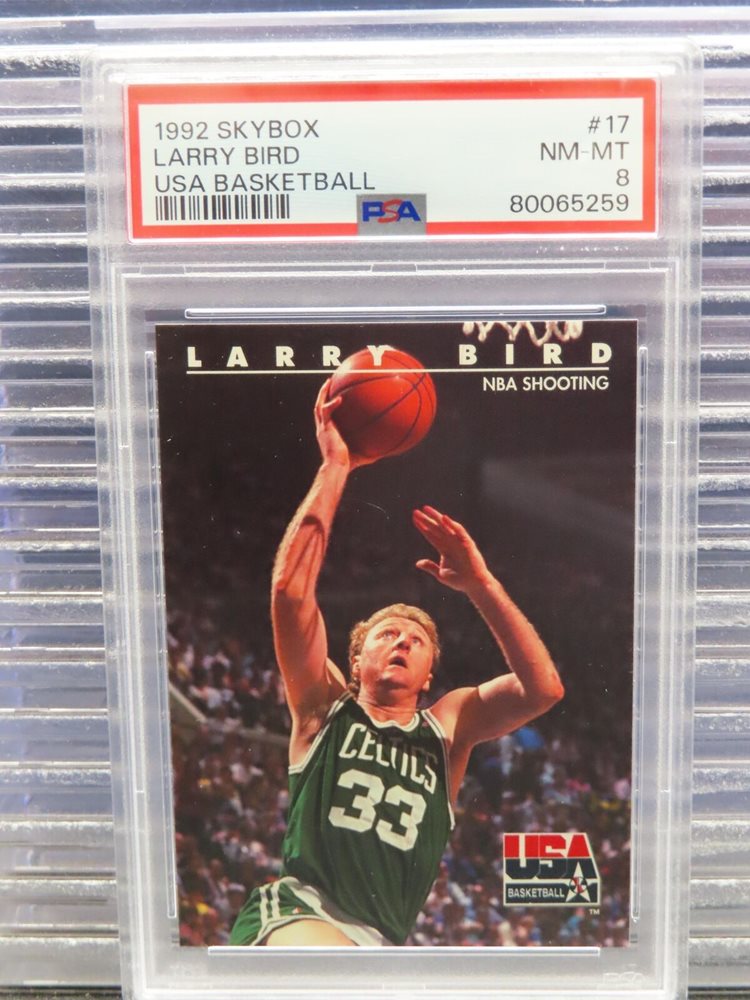 1992 SKYBOX #17
LARRY BIRD NM-MT
USA BASKETBALL 8
PSA 80065259
LARRY BIRD
NBA SHOOTING
CELTICS
33
USA
BASKETBALL
TM